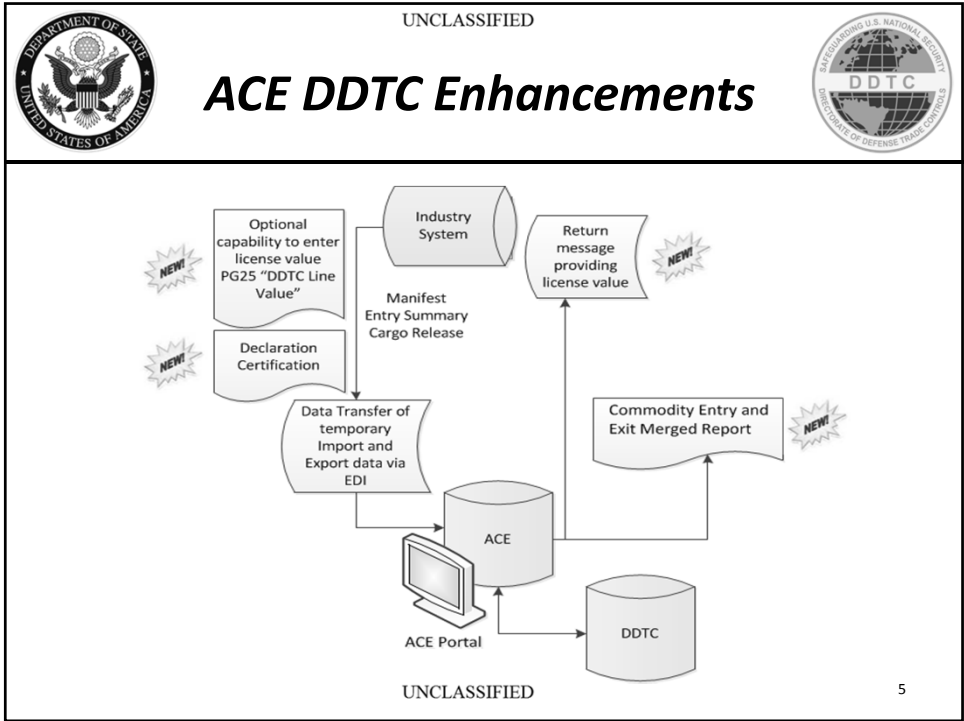 UNCLASSIFIED
DEPARTMENT OF STATE
UNITED STATES OF AMERICA
ACE DDTC Enhancements
SAFEGUARDING U.S. NATIONAL SECURITY
DDTC
DIRECTORATE OF DEFENSE TRADE CONTROLS
NEW!
Optional
capability to enter
license value
PG25 “DDTC Line
Value”
Industry
System
Return
message
providing
license value
NEW!
Manifest
Entry Summary
Cargo Release
NEW!
Declaration
Certification
Data Transfer of
temporary
Import and
Export data via
EDI
Commodity Entry and
Exit Merged Report
NEW!
ACE
ACE Portal
DDTC
UNCLASSIFIED
5